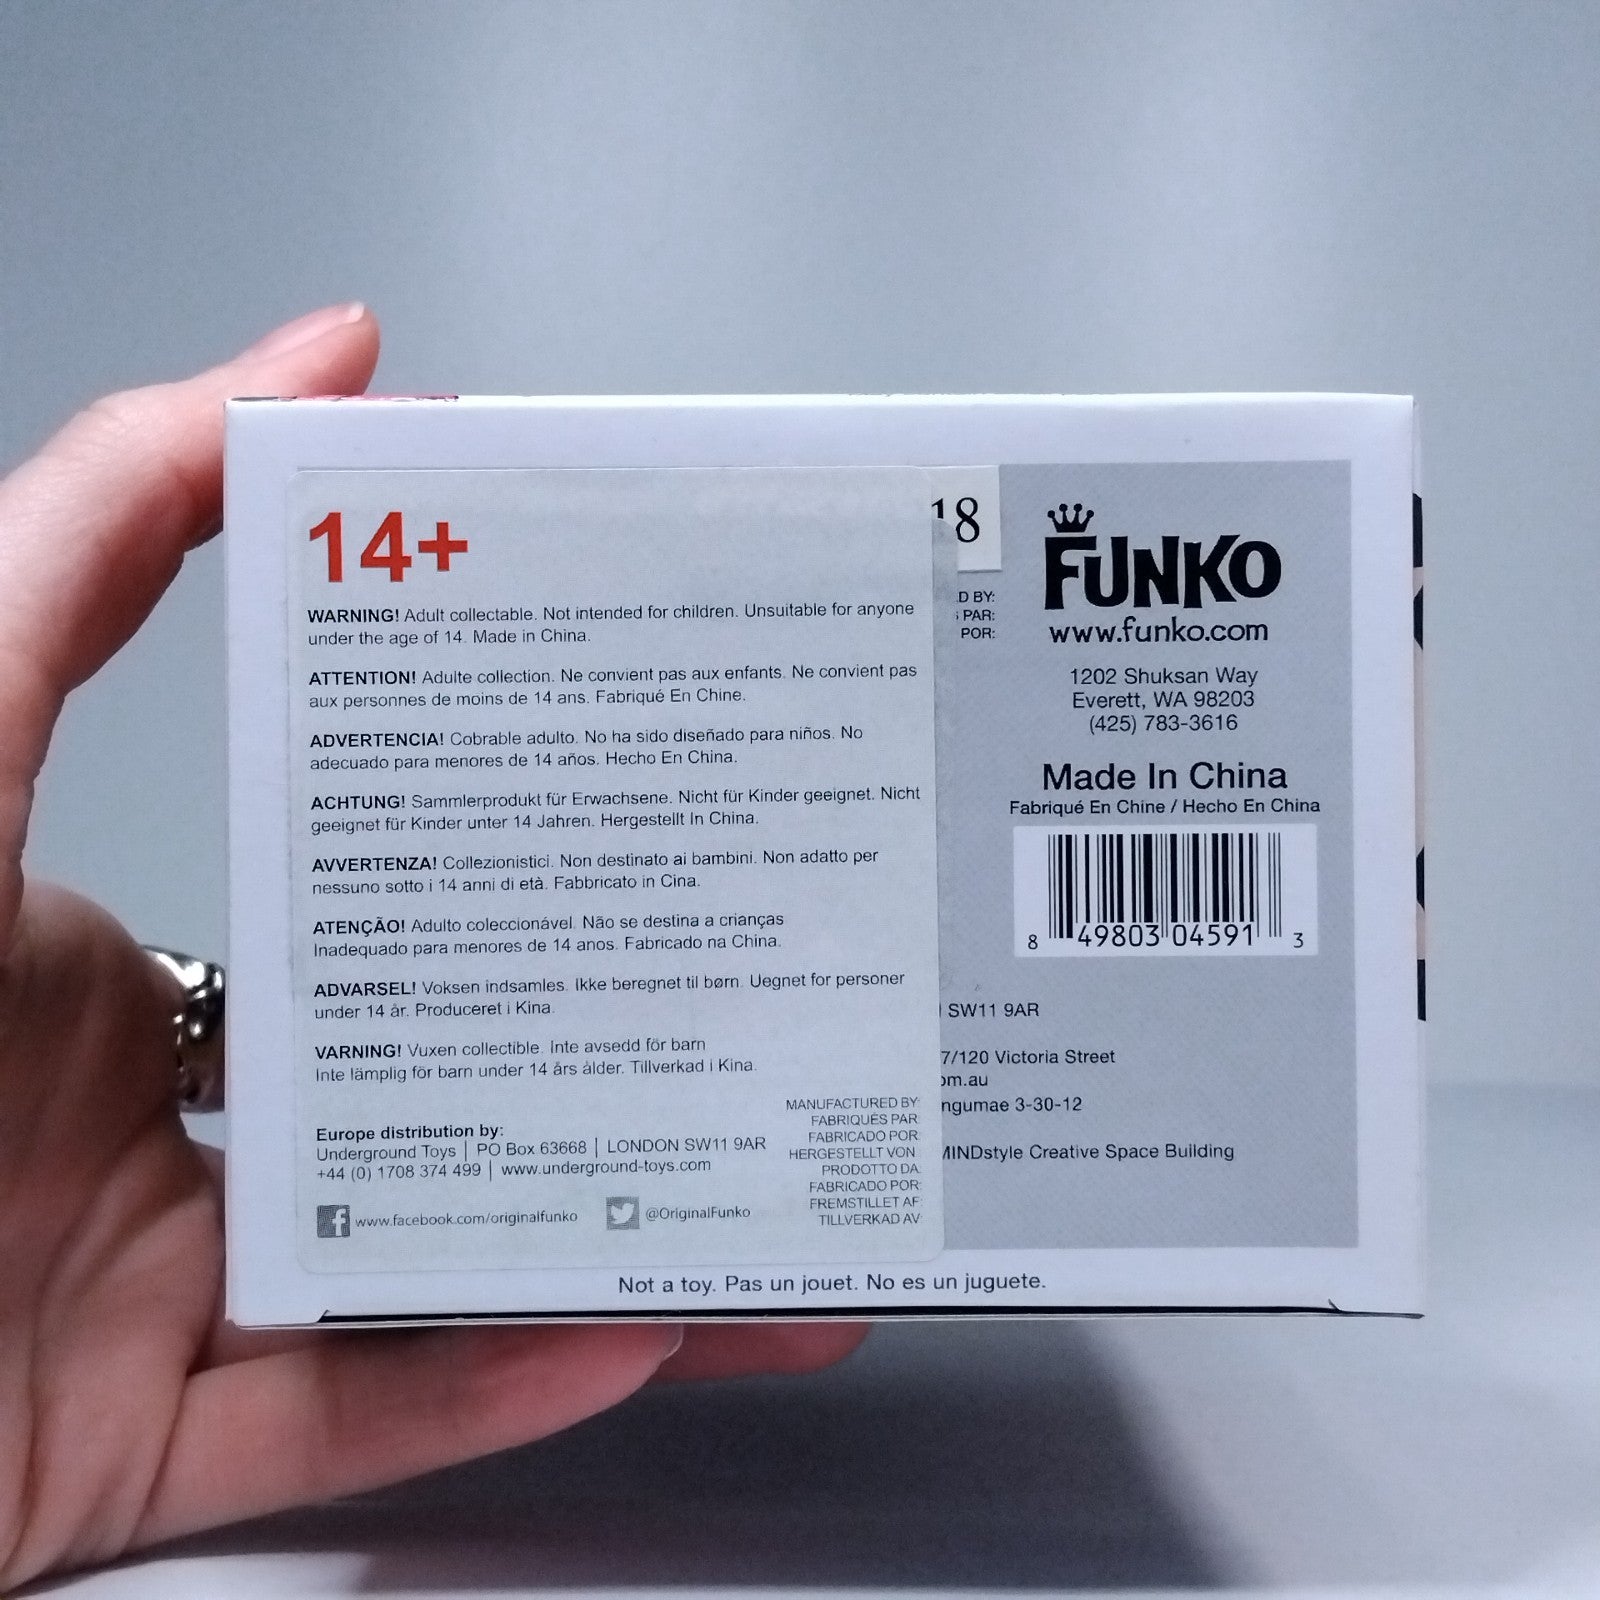 14+
WARNING! Adult collectable. Not intended for children. Unsuitable for anyone
under the age of 14. Made in China.
ATTENTION! Adulte collection. Ne convient pas aux enfants. Ne convient pas
aux personnes de moins de 14 ans. Fabriqué En Chine.
ADVERTENCIA! Cobrable adulto. No ha sido diseñado para niños. No
adecuado para menores de 14 años. Hecho En China.
ACHTUNG! Sammlerprodukt für Erwachsene. Nicht für Kinder geeignet. Nicht
geeignet für Kinder unter 14 Jahren. Hergestellt In China.
AVVERTENZA! Collezionistici. Non destinato ai bambini. Non adatto per
nessuno sotto i 14 anni di età. Fabbricato in Cina.
ATENÇÃO! Adulto coleccionável. Não se destina a crianças
Inadequado para menores de 14 anos. Fabricado na China.
ADVARSEL! Voksen indsamles. Ikke beregnet til børn. Uegnet for personer
under 14 år. Produceret i Kina.
VARNING! Vuxen collectible. Inte avsedd för barn
Inte lämplig för barn under 14 års ålder. Tillverkad i Kina.
Europe distribution by:
Underground Toys | PO Box 63668 | LONDON SW11 9AR
+44 (0) 1708 374 499 | www.underground-toys.com
www.facebook.com/originalfunko @OriginalFunko
MANUFACTURED BY:
FABRIQUÉS PAR:
FABRICADO POR:
HERGESTELLT VON
PRODOTTO DA:
FABRICADO POR:
FREMSTILLET AF:
TILLVERKAD AV:
18
D BY:
PAR:
POR:
FUNKO
www.funko.com
1202 Shuksan Way
Everett, WA 98203
(425) 783-3616
Made In China
Fabriqué En Chine / Hecho En China
8 49803 04591 3
SW11 9AR
7/120 Victoria Street
om.au
ngumae 3-30-12
MINDstyle Creative Space Building
Not a toy. Pas un jouet. No es un juguete.